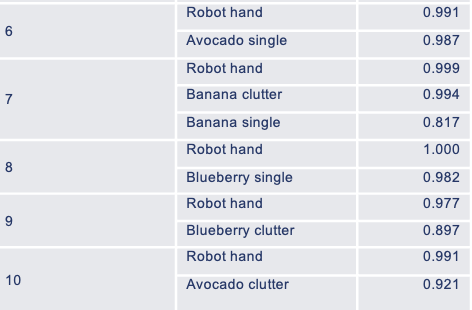 6
Robot hand 0.991
Avocado single 0.987
7
Robot hand 0.999
Banana clutter 0.994
Banana single 0.817
8
Robot hand 1.000
Blueberry single 0.982
9
Robot hand 0.977
Blueberry clutter 0.897
10
Robot hand 0.991
Avocado clutter 0.921